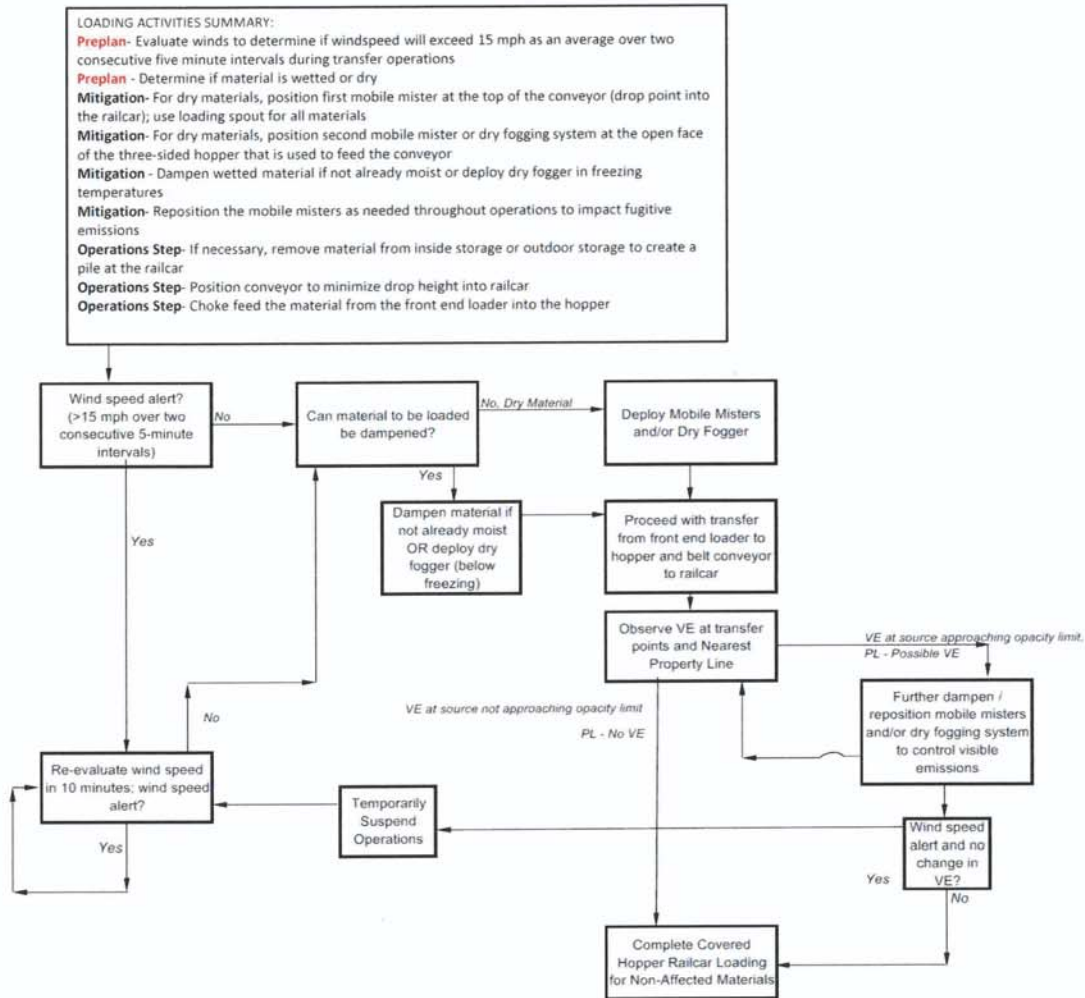 LOADING ACTIVITIES SUMMARY:
Preplan- Evaluate winds to determine if windspeed will exceed 15 mph as an average over two
consecutive five minute intervals during transfer operations
Preplan - Determine if material is wetted or dry
Mitigation- For dry materials, position first mobile mister at the top of the conveyor (drop point into
the railcar); use loading spout for all materials
Mitigation- For dry materials, position second mobile mister or dry fogging system at the open face
of the three-sided hopper that is used to feed the conveyor
Mitigation - Dampen wetted material if not already moist or deploy dry fogger in freezing
temperatures
Mitigation- Reposition the mobile misters as needed throughout operations to impact fugitive
emissions
Operations Step- If necessary, remove material from inside storage or outdoor storage to create a
pile at the railcar
Operations Step- Position conveyor to minimize drop height into railcar
Operations Step- Choke feed the material from the front end loader into the hopper
Wind speed alert?
(>15 mph over two
consecutive 5-minute
intervals)
No
Can material to be loaded
be dampened?
No, Dry Material
Deploy Mobile Misters
and/or Dry Fogger
Yes
Yes
Dampen material if
not already moist
OR deploy dry
fogger (below
freezing)
Proceed with transfer
from front end loader to
hopper and belt conveyor
to railcar
Observe VE at transfer
points and Nearest
Property Line
VE at source approaching opacity limit,
PL - Possible VE
Further dampen /
reposition mobile misters
and/or dry fogging system
to control visible
emissions
VE at source not approaching opacity limit
PL - No VE
No
Re-evaluate wind speed
in 10 minutes; wind speed
alert?
Yes
Temporarily
Suspend
Operations
Wind speed
alert and no
change in
VE?
Yes
No
Complete Covered
Hopper Railcar Loading
for Non-Affected Materials